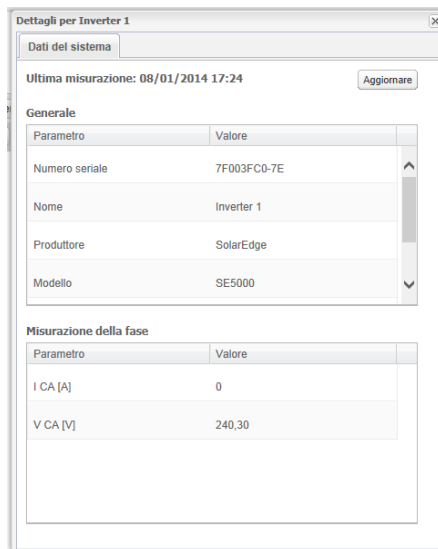 Dettagli per Inverter 1
Dati del sistema
Ultima misurazione: 08/01/2014 17:24
Aggiornare
Generale
Parametro Valore
Numero seriale 7F003FC0-7E
Nome Inverter 1
Produttore SolarEdge
Modello SE5000
Misurazione della fase
Parametro Valore
I CA [A] 0
V CA [V] 240,30